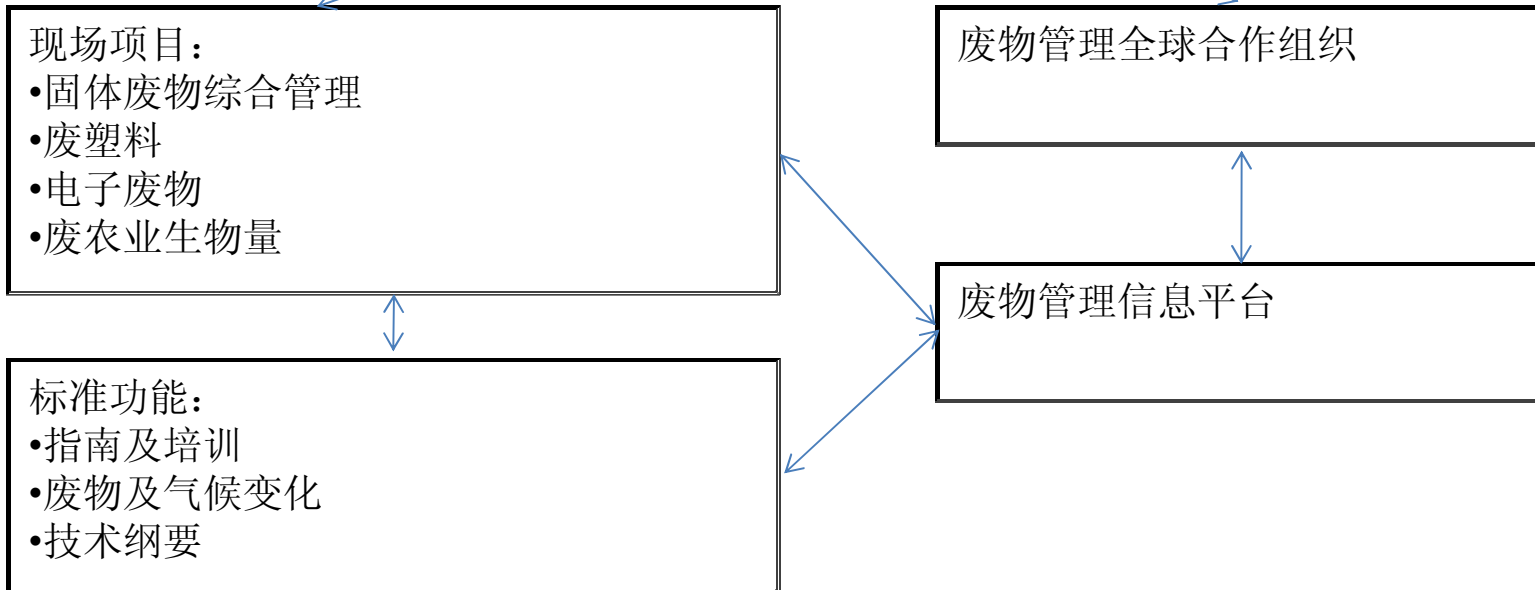 现场项目：
•固体废物综合管理
•废塑料
•电子废物
•废农业生物量
标准功能：
•指南及培训
•废物及气候变化
•技术纲要
废物管理全球合作组织
废物管理信息平台